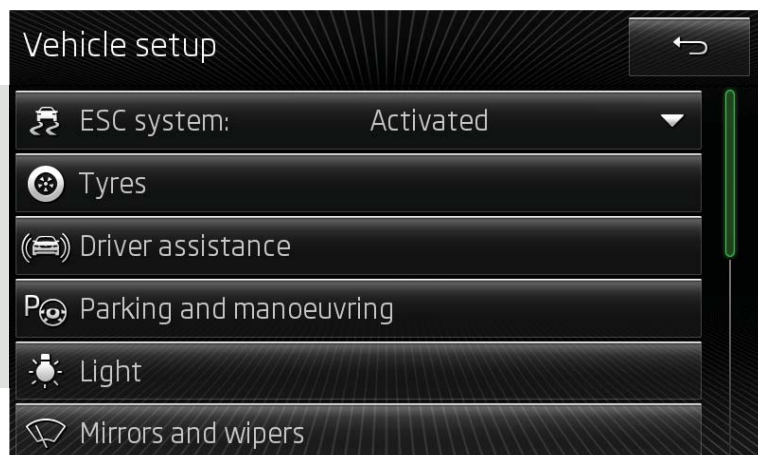 Vehicle setup
ESC system: Activated
Tyres
Driver assistance
P Parking and manoeuvring
Light
Mirrors and wipers